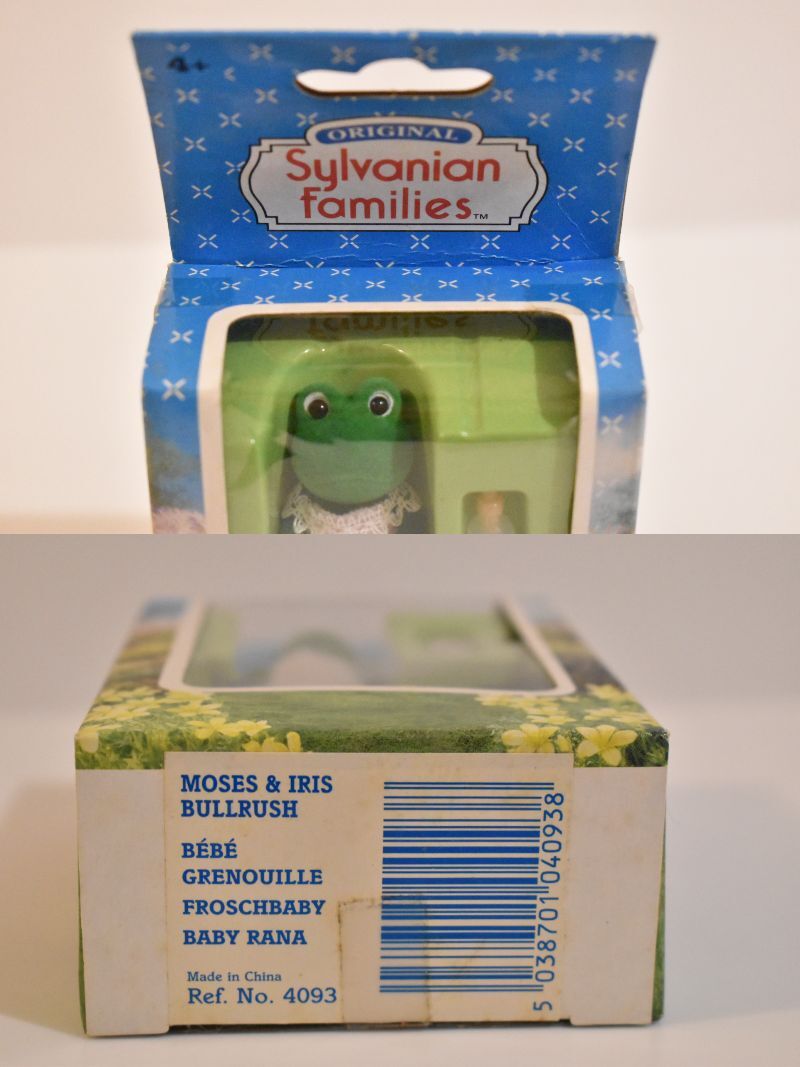 4+
ORIGINAL
Sylvanian
families™
families
MOSES & IRIS
BULLRUSH
BÉBÉ
GRENOUILLE
FROSCHBABY
BABY RANA
Made in China
Ref. No. 4093
5 038701 040938